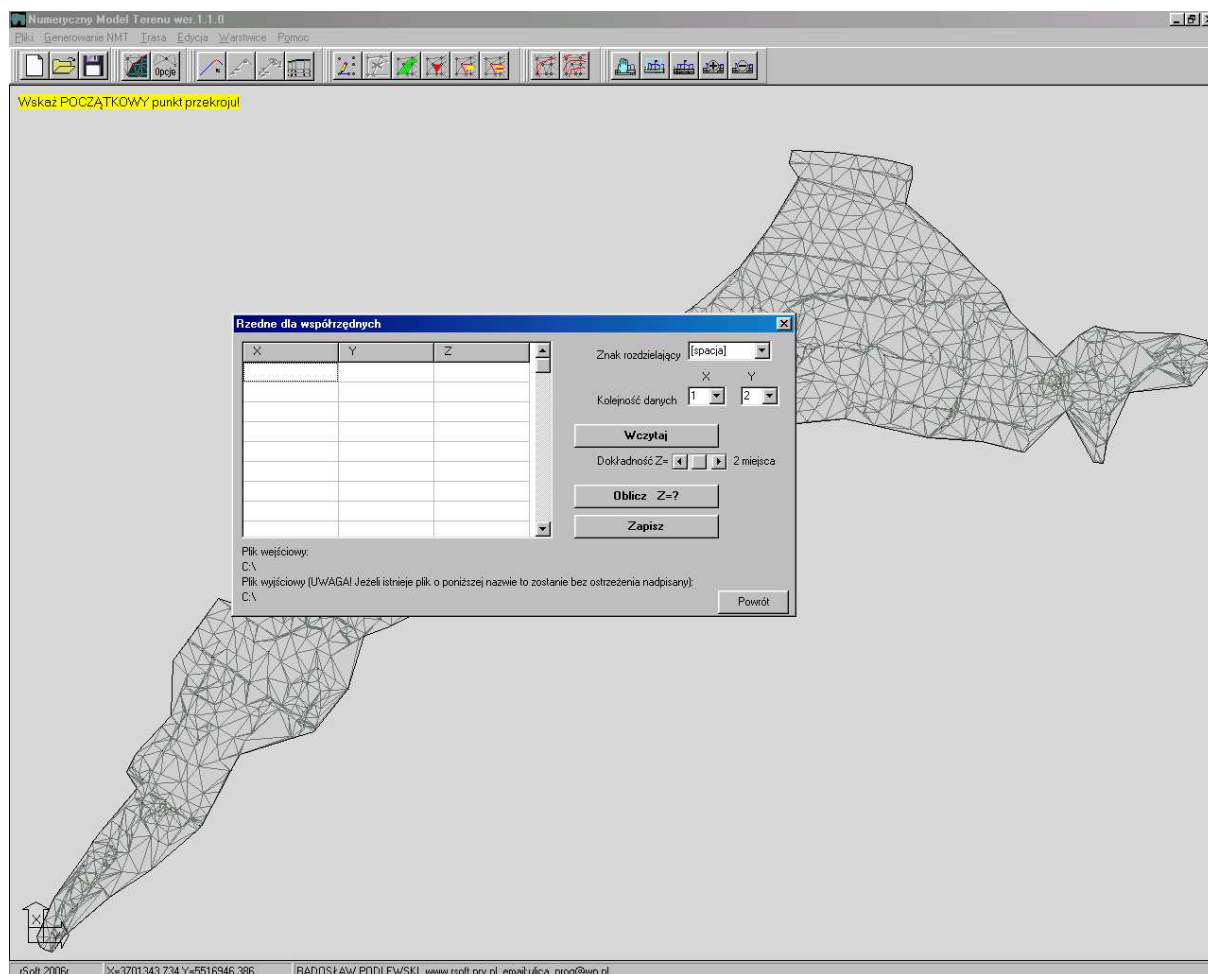 Numeryczny Model Terenu wer.1.1.0
Pliki Generowanie NMT Trasa Edycja Warstwice Pomoc
Opcje
Wskaż POCZĄTKOWY punkt przekroju!
Rzedne dla współrzędnych
X Y Z
Znak rozdzielający [spacja]
X Y
Kolejność danych 1 2
Wczytaj
Dokładność Z= 2 miejsca
Oblicz Z=?
Zapisz
Plik wejściowy:
C:\
Plik wyjściowy (UWAGA! Jeżeli istnieje plik o poniższej nazwie to zostanie bez ostrzeżenia nadpisany):
C:\
Powrót
X
rSoft 2006r X=3701343.734 Y=5516946.386 RADOSŁAW PODLEWSKI, www.rsoft.prv.pl, email:ulica_prog@wp.pl